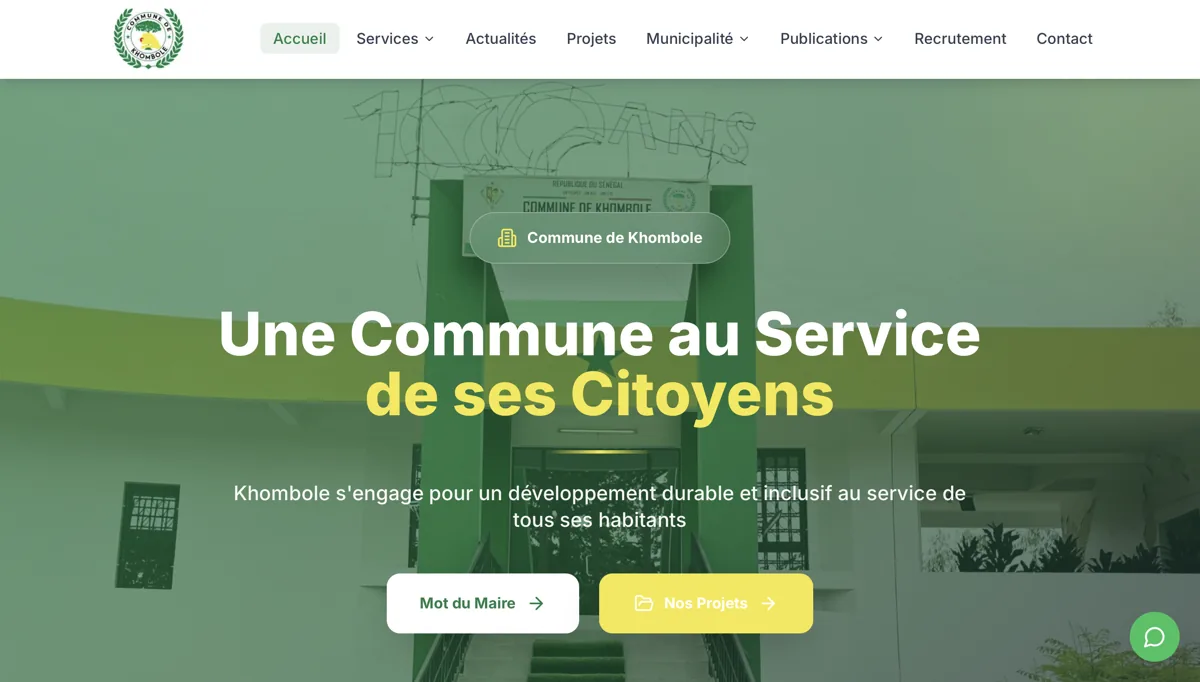 COMMUNE DE
KHOMBOLE
Accueil
Services
Actualités
Projets
Municipalité
Publications
Recrutement
Contact
100 ANS
RÉPUBLIQUE DU SÉNÉGAL
COMMUNE DE KHOMBOLE
Commune de Khombole
Une Commune au Service
de ses Citoyens
Khombole s'engage pour un développement durable et inclusif au service de
tous ses habitants
Mot du Maire
Nos Projets